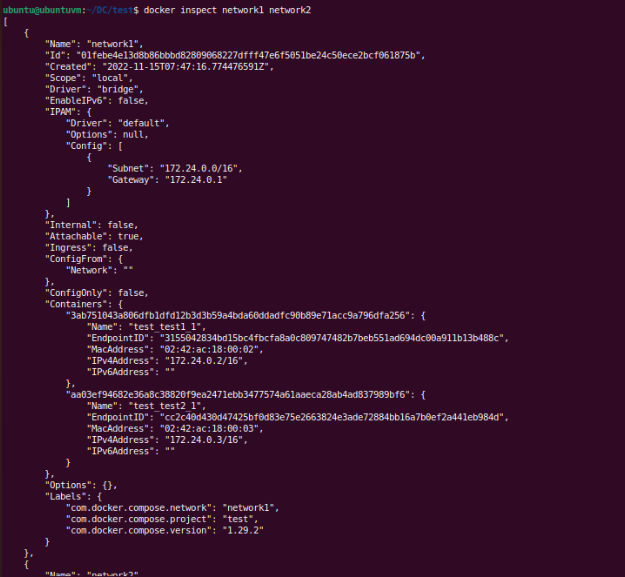 ubuntu@ubuntuvm:~/DC/test$ docker inspect network1 network2
[
    {
        "Name": "network1",
        "Id": "01febe4e13d8b86bbbd82809068227dfff47e6f5051be24c50ece2bcf061875b",
        "Created": "2022-11-15T07:47:16.774476591Z",
        "Scope": "local",
        "Driver": "bridge",
        "EnableIPv6": false,
        "IPAM": {
            "Driver": "default",
            "Options": null,
            "Config": [
                {
                    "Subnet": "172.24.0.0/16",
                    "Gateway": "172.24.0.1"
                }
            ]
        },
        "Internal": false,
        "Attachable": true,
        "Ingress": false,
        "ConfigFrom": {
            "Network": ""
        },
        "ConfigOnly": false,
        "Containers": {
            "3ab751043a806dfb1dfd12b3d3b59a4bda60ddadfc90b89e71acc9a796dfa256": {
                "Name": "test_test1_1",
                "EndpointID": "3155042834bd15bc4fbcfa8a0c809747482b7beb551ad694dc00a911b13b488c",
                "MacAddress": "02:42:ac:18:00:02",
                "IPv4Address": "172.24.0.2/16",
                "IPv6Address": ""
            },
            "aa03ef94682e36a8c38820f9ea2471ebb3477574a61aaeca28ab4ad837989bf6": {
                "Name": "test_test2_1",
                "EndpointID": "cc2c40d430d47425bf0d83e75e2663824e3ade72884bb16a7b0ef2a441eb984d",
                "MacAddress": "02:42:ac:18:00:03",
                "IPv4Address": "172.24.0.3/16",
                "IPv6Address": ""
            }
        },
        "Options": {},
        "Labels": {
            "com.docker.compose.network": "network1",
            "com.docker.compose.project": "test",
            "com.docker.compose.version": "1.29.2"
        }
    },
    {
        "Name": "network2",